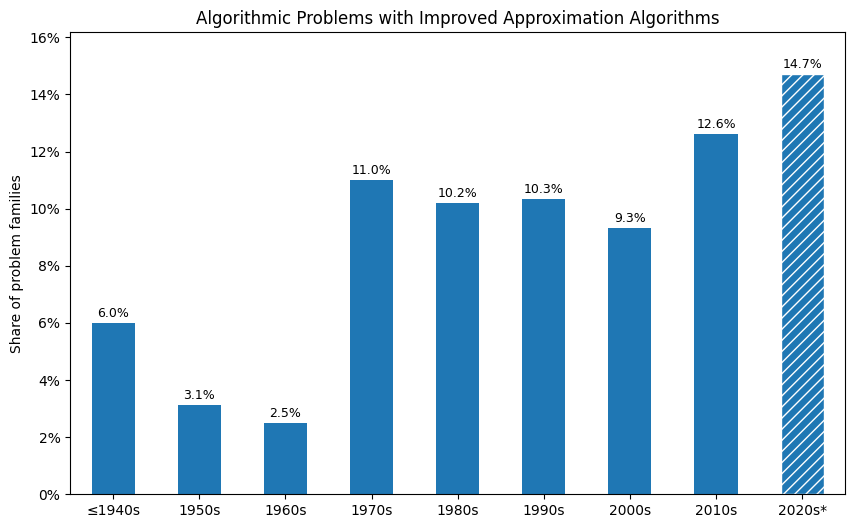 Algorithmic Problems with Improved Approximation Algorithms
Share of problem families
16%
14%
12%
10%
8%
6%
4%
2%
0%
6.0%
3.1%
2.5%
11.0%
10.2%
10.3%
9.3%
12.6%
14.7%
≤1940s
1950s
1960s
1970s
1980s
1990s
2000s
2010s
2020s*